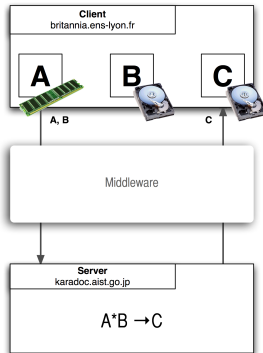 Client
britannia.ens-lyon.fr
A B C
A, B C
Middleware
Server
karadoc.aist.go.jp
A*B →C